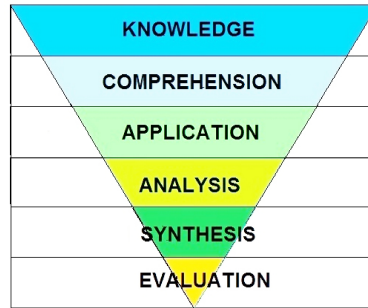 KNOWLEDGE
COMPREHENSION
APPLICATION
ANALYSIS
SYNTHESIS
EVALUATION